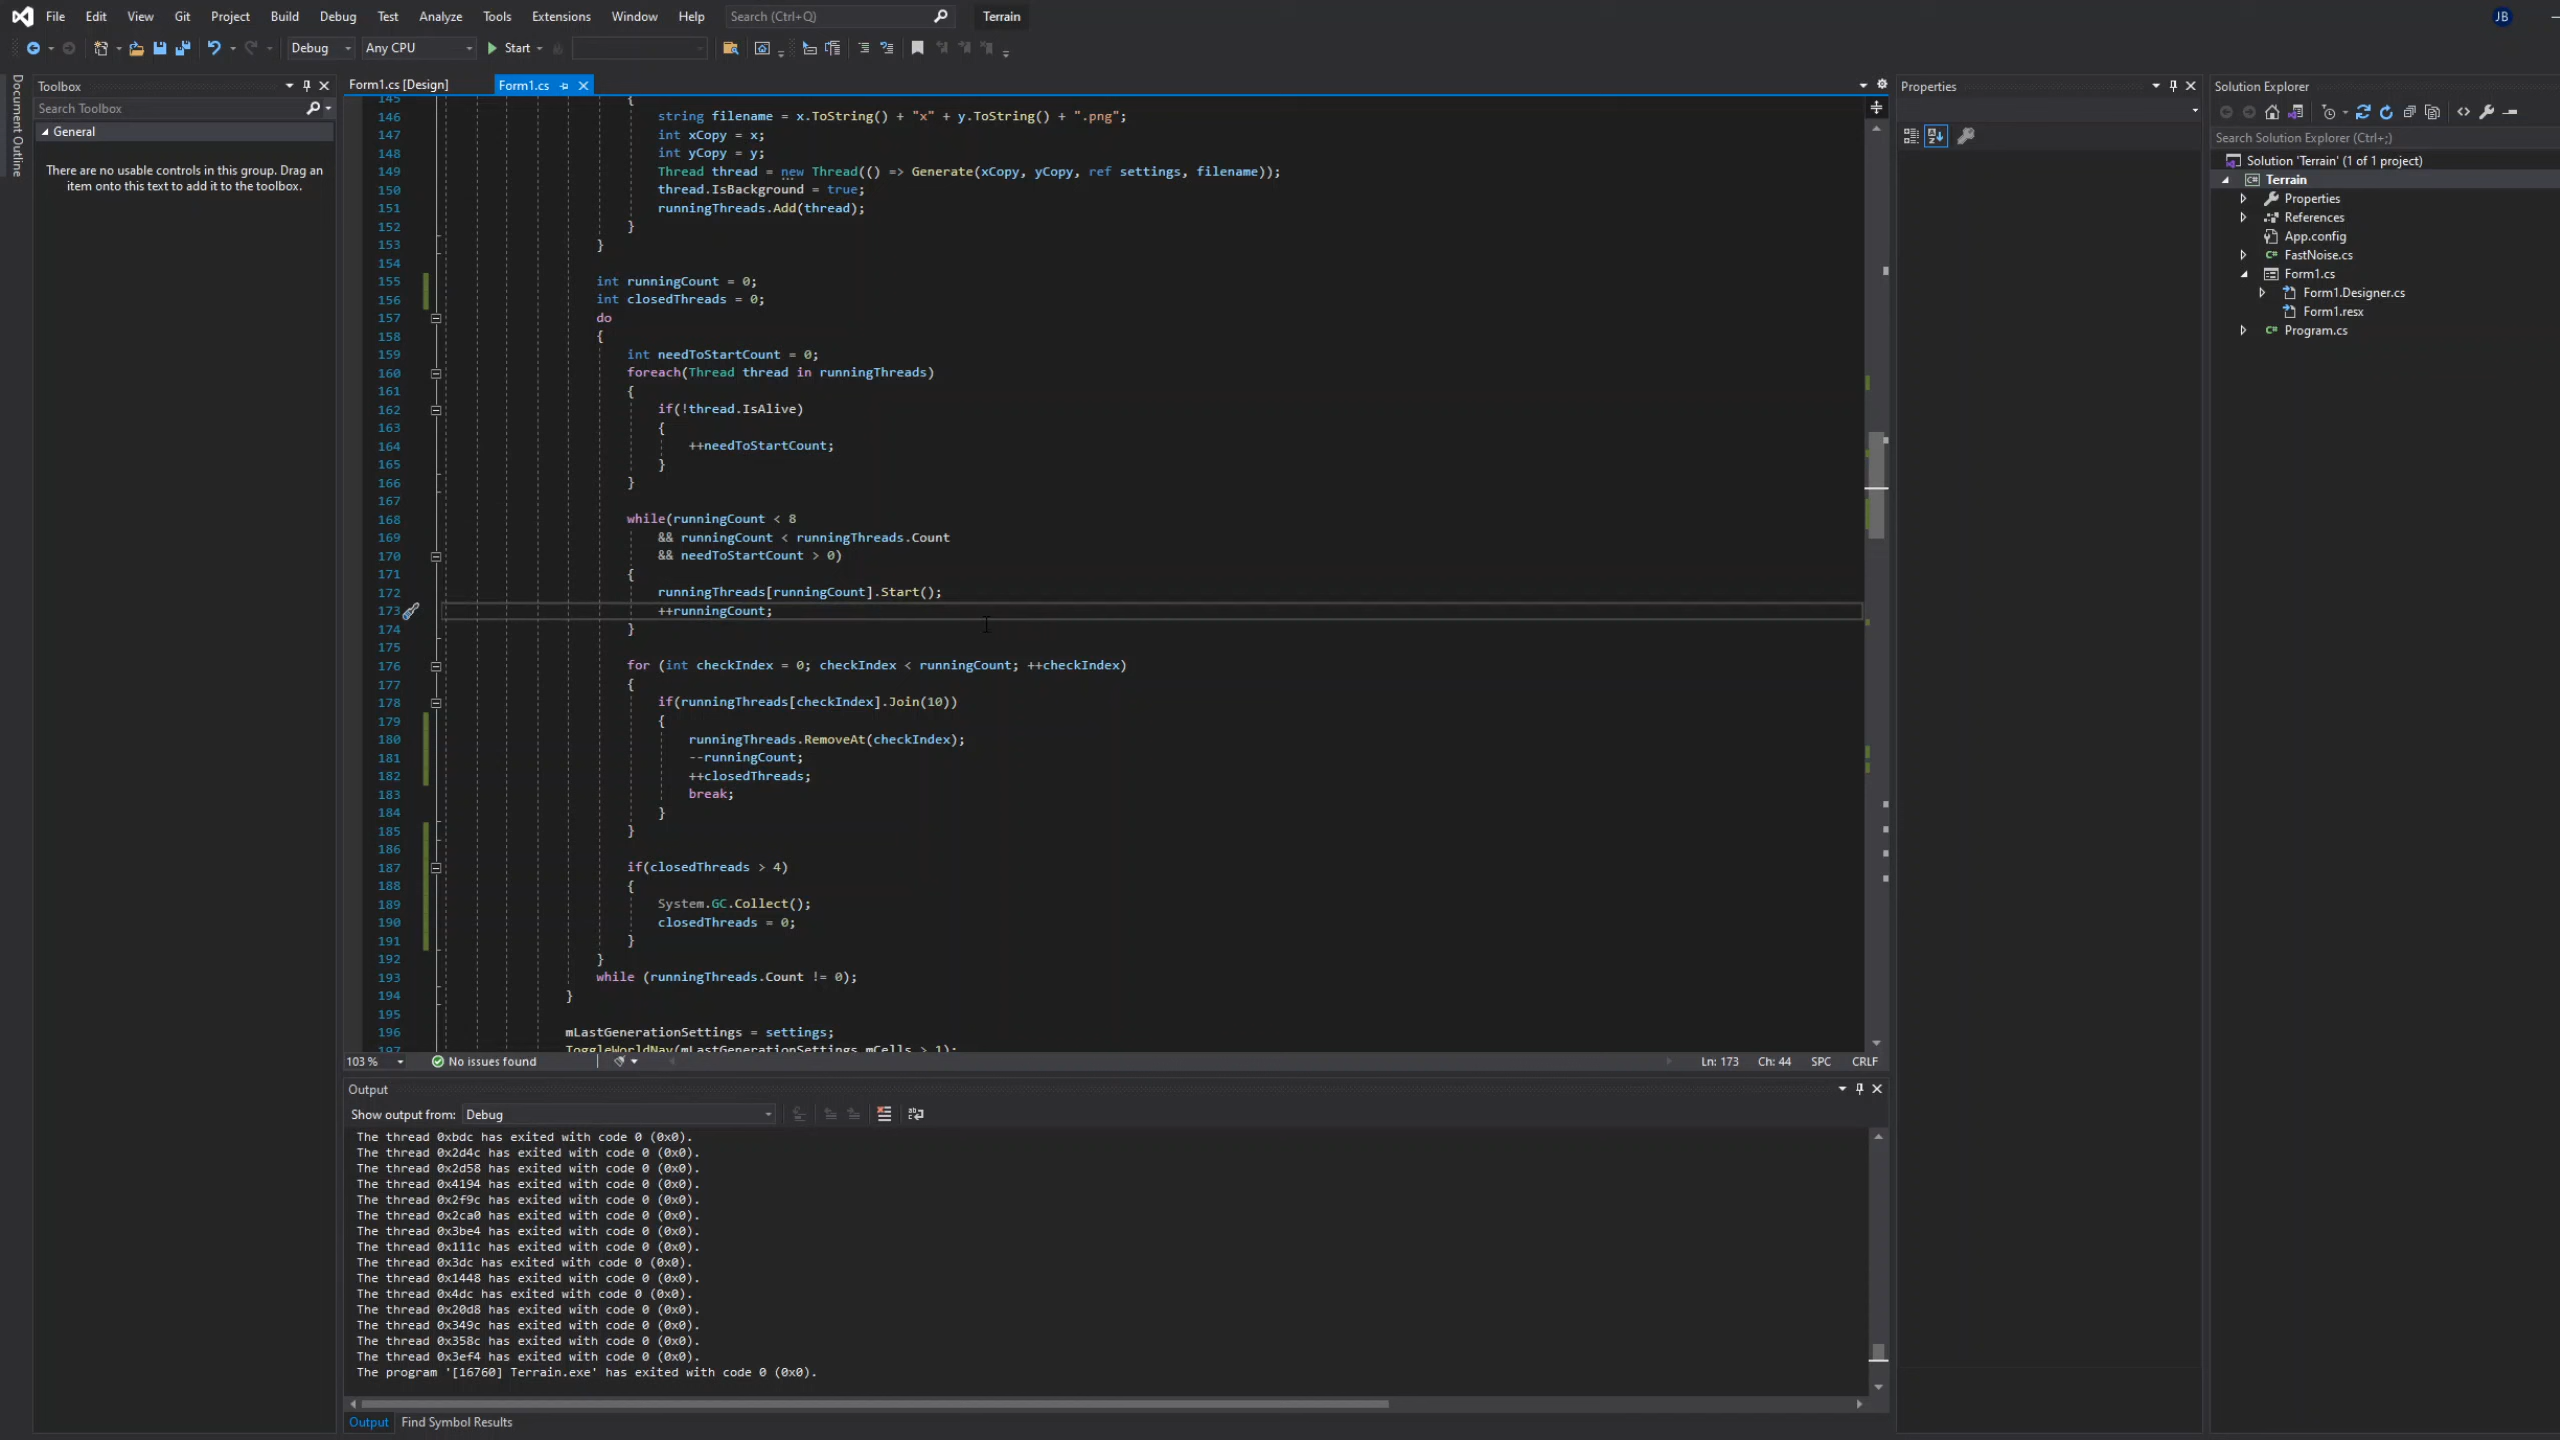 File Edit View Git Project Build Debug Test Analyze Tools Extensions Window Help Search (Ctrl+Q) Terrain JB
Debug Any CPU Start
Document Outline
Toolbox
Search Toolbox
General
There are no usable controls in this group. Drag an
item onto this text to add it to the toolbox.
Form1.cs [Design] Form1.cs
145 {
146 string filename = x.ToString() + "x" + y.ToString() + ".png";
147 int xCopy = x;
148 int yCopy = y;
149 Thread thread = new Thread(() => Generate(xCopy, yCopy, ref settings, filename));
150 thread.IsBackground = true;
151 runningThreads.Add(thread);
152 }
153 }
154
155 int runningCount = 0;
156 int closedThreads = 0;
157 do
158 {
159 int needToStartCount = 0;
160 foreach(Thread thread in runningThreads)
161 {
162 if(!thread.IsAlive)
163 {
164 ++needToStartCount;
165 }
166 }
167
168 while(runningCount < 8
169 && runningCount < runningThreads.Count
170 && needToStartCount > 0)
171 {
172 runningThreads[runningCount].Start();
173 ++runningCount;
174 }
175
176 for (int checkIndex = 0; checkIndex < runningCount; ++checkIndex)
177 {
178 if(runningThreads[checkIndex].Join(10))
179 {
180 runningThreads.RemoveAt(checkIndex);
181 --runningCount;
182 ++closedThreads;
183 break;
184 }
185 }
186
187 if(closedThreads > 4)
188 {
189 System.GC.Collect();
190 closedThreads = 0;
191 }
192 }
193 while (runningThreads.Count != 0);
194 }
195
196 mLastGenerationSettings = settings;
197 ToggleWorldNav(mLastGenerationSettings.mCells > 1);
103 % No issues found Ln: 173 Ch: 44 SPC CRLF
Output
Show output from: Debug
The thread 0xbdc has exited with code 0 (0x0).
The thread 0x2d4c has exited with code 0 (0x0).
The thread 0x2d58 has exited with code 0 (0x0).
The thread 0x4194 has exited with code 0 (0x0).
The thread 0x2f9c has exited with code 0 (0x0).
The thread 0x2ca0 has exited with code 0 (0x0).
The thread 0x3be4 has exited with code 0 (0x0).
The thread 0x111c has exited with code 0 (0x0).
The thread 0x3dc has exited with code 0 (0x0).
The thread 0x1448 has exited with code 0 (0x0).
The thread 0x4dc has exited with code 0 (0x0).
The thread 0x20d8 has exited with code 0 (0x0).
The thread 0x349c has exited with code 0 (0x0).
The thread 0x358c has exited with code 0 (0x0).
The thread 0x3ef4 has exited with code 0 (0x0).
The program '[16760] Terrain.exe' has exited with code 0 (0x0).
Output Find Symbol Results
Properties
Solution Explorer
Search Solution Explorer (Ctrl+;)
Solution 'Terrain' (1 of 1 project)
Terrain
Properties
References
App.config
FastNoise.cs
Form1.cs
Form1.Designer.cs
Form1.resx
Program.cs